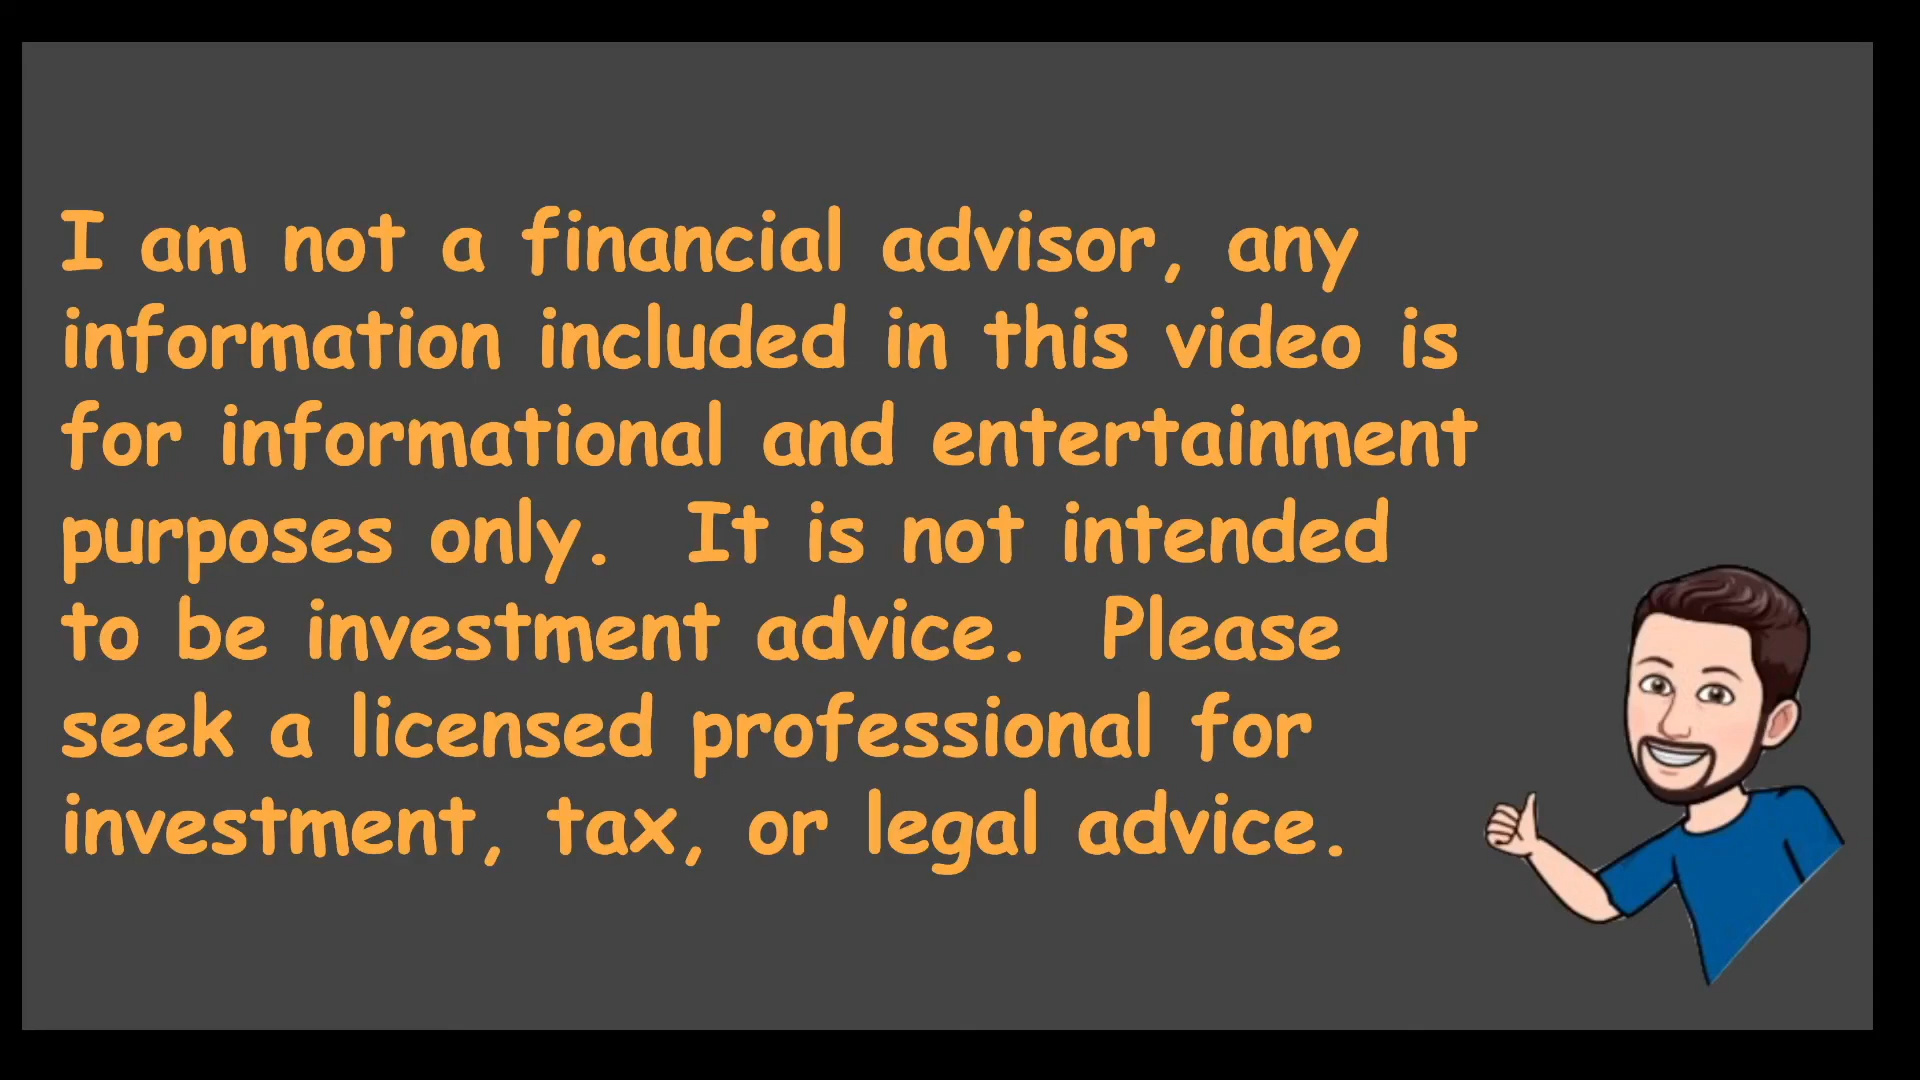 I am not a financial advisor, any
information included in this video is
for informational and entertainment
purposes only.  It is not intended
to be investment advice.  Please
seek a licensed professional for
investment, tax, or legal advice.